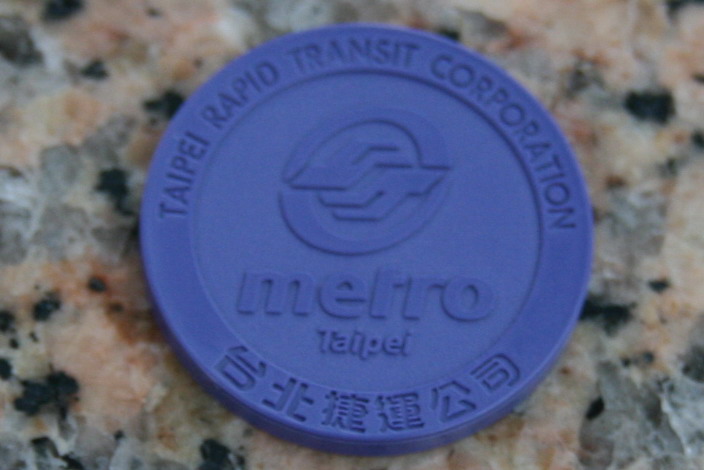 TAIPEI RAPID TRANSIT CORPORATION
metro
Taipei
台北捷運公司